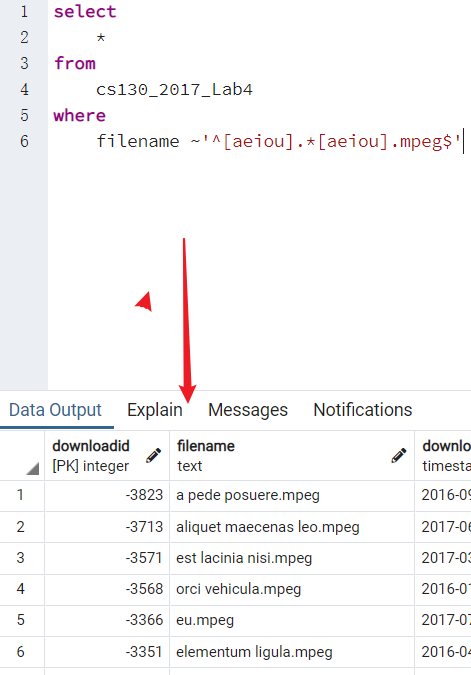 1 select
2 *
3 from
4 cs130_2017_Lab4
5 where
6 filename ~'^[aeiou].*[aeiou].mpeg$'
Data Output Explain Messages Notifications
downloadid filename downlo
[PK] integer text timesta
1 -3823 a pede posuere.mpeg 2016-09
2 -3713 aliquet maecenas leo.mpeg 2017-06
3 -3571 est lacinia nisi.mpeg 2017-03
4 -3568 orci vehicula.mpeg 2016-01
5 -3366 eu.mpeg 2017-07
6 -3351 elementum ligula.mpeg 2016-04